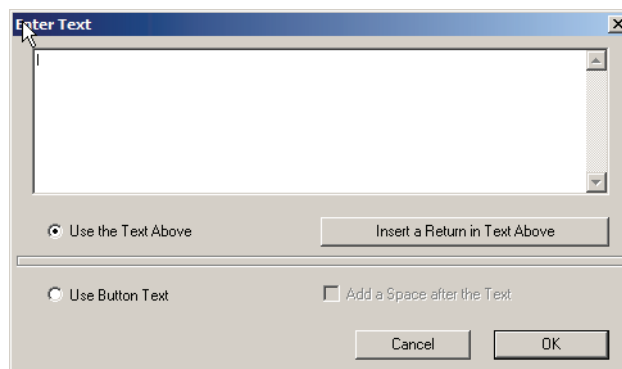 Enter Text
Use the Text Above
Insert a Return in Text Above
Use Button Text
Add a Space after the Text
Cancel
OK